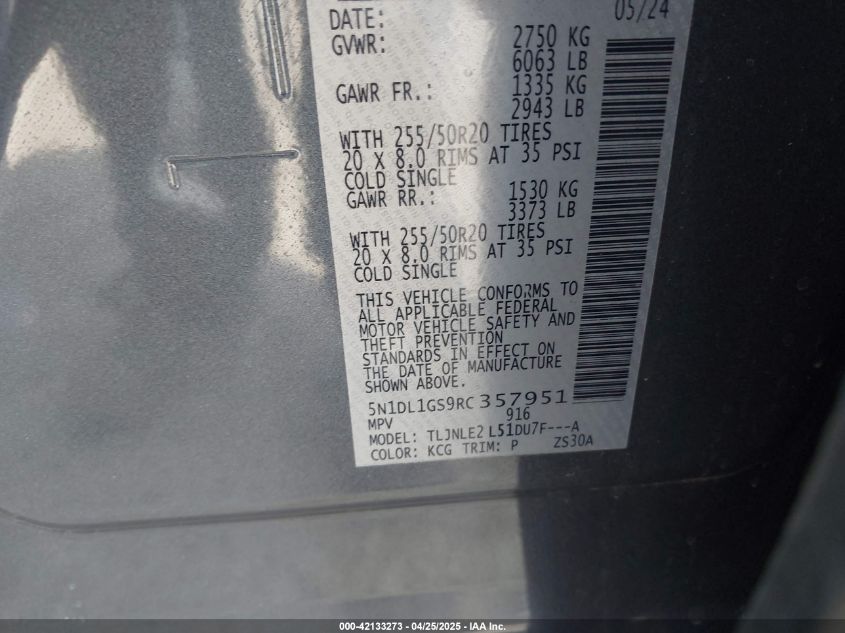 DATE: 05/24
GVWR: 2750 KG
6063 LB
GAWR FR.: 1335 KG
2943 LB
WITH 255/50R20 TIRES
20 X 8.0 RIMS AT 35 PSI
COLD SINGLE
GAWR RR.: 1530 KG
3373 LB
WITH 255/50R20 TIRES
20 X 8.0 RIMS AT 35 PSI
COLD SINGLE
THIS VEHICLE CONFORMS TO
ALL APPLICABLE FEDERAL
MOTOR VEHICLE SAFETY AND
THEFT PREVENTION
STANDARDS IN EFFECT ON
THE DATE OF MANUFACTURE
SHOWN ABOVE.
5N1DL1GS9RC 357951
MPV 916
MODEL: TLJNLE2 L51DU7F---A
COLOR: KCG TRIM: P ZS30A
000-42133273 - 04/25/2025 - IAA Inc.